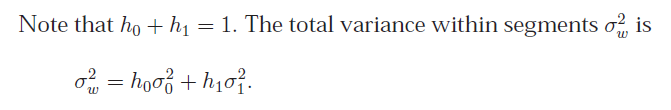 Note that h₀ + h₁ = 1. The total variance within segments σ²_w is
σ²_w = h₀σ²₀ + h₁σ²₁.